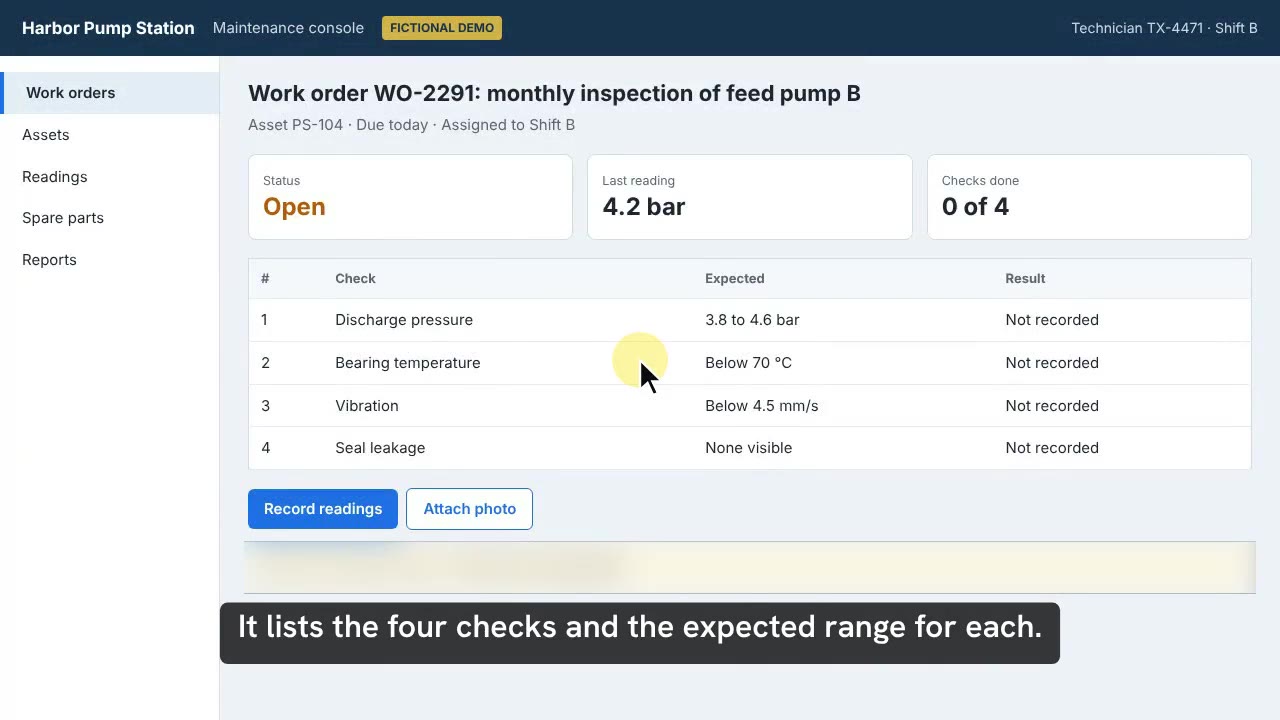 Harbor Pump Station Maintenance console FICTIONAL DEMO Technician TX-4471 · Shift B
Work orders
Assets
Readings
Spare parts
Reports
Work order WO-2291: monthly inspection of feed pump B
Asset PS-104 · Due today · Assigned to Shift B
Status Last reading Checks done
Open 4.2 bar 0 of 4
# Check Expected Result
1 Discharge pressure 3.8 to 4.6 bar Not recorded
2 Bearing temperature Below 70 °C Not recorded
3 Vibration Below 4.5 mm/s Not recorded
4 Seal leakage None visible Not recorded
Record readings Attach photo
It lists the four checks and the expected range for each.